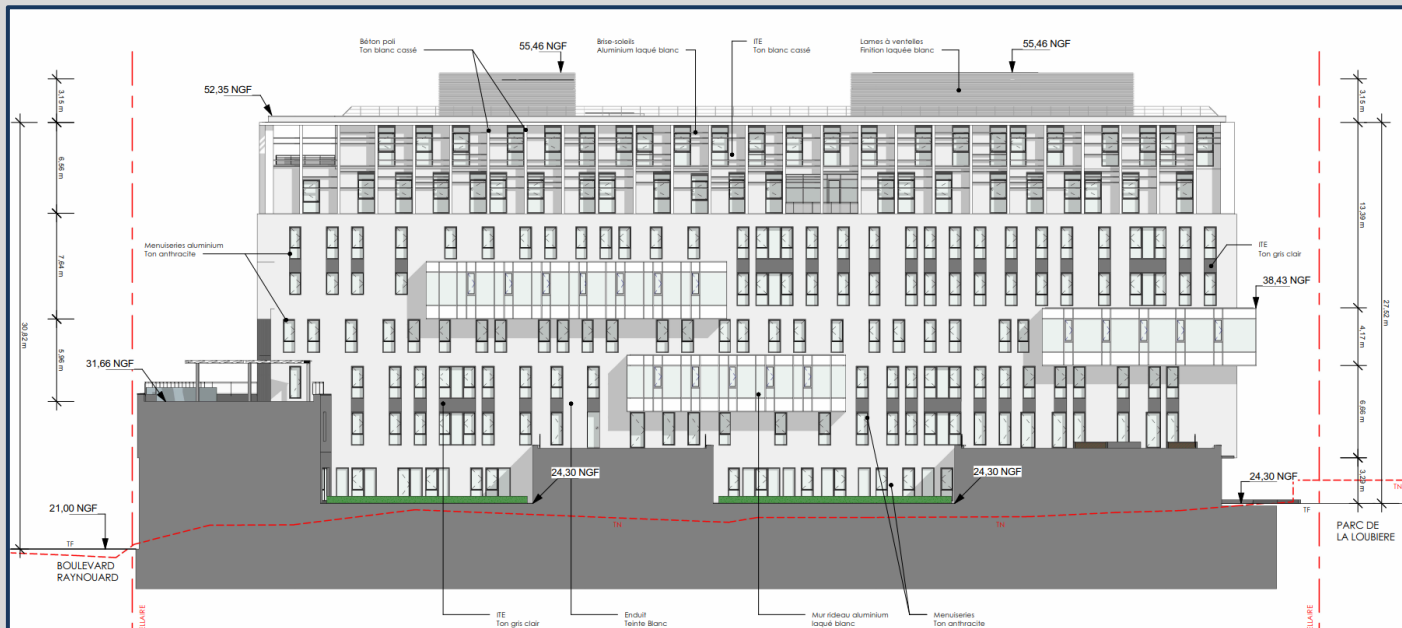 Béton poli
Ton blanc cassé
55,46 NGF
Brise-soleils
Aluminium laqué blanc
ITE
Ton blanc cassé
Lames à ventelles
Finition laquée blanc
55,46 NGF
52,35 NGF
3,15 m
3,15 m
6,56 m
13,39 m
Menuiseries aluminium
Ton anthracite
ITE
Ton gris clair
7,64 m
38,43 NGF
27,52 m
30,82 m
5,96 m
4,17 m
31,66 NGF
6,66 m
24,30 NGF
24,30 NGF
24,30 NGF
TN
21,00 NGF
TF
TN
TN
TF
PARC DE
LA LOUBIERE
BOULEVARD
RAYNOUARD
ELLAIRE
ITE
Ton gris clair
Enduit
Teinte Blanc
Mur rideau aluminium
laqué blanc
Menuiseries
Ton anthracite
ELLAIRE